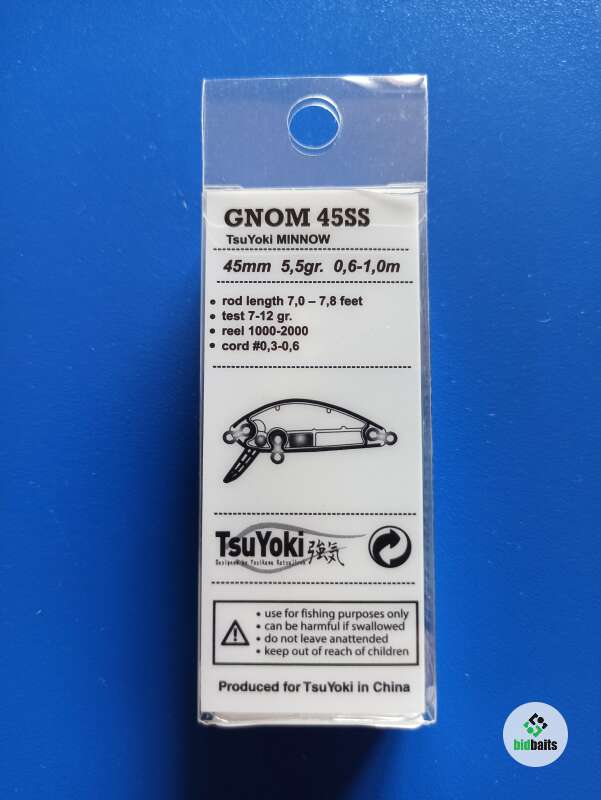 GNOM 45SS
TsuYoki MINNOW
45mm 5,5gr. 0,6-1,0m
• rod length 7,0 – 7,8 feet
• test 7-12 gr.
• reel 1000-2000
• cord #0,3-0,6
TsuYoki 強気
• use for fishing purposes only
• can be harmful if swallowed
• do not leave anattended
• keep out of reach of children
Produced for TsuYoki in China
bidbaits